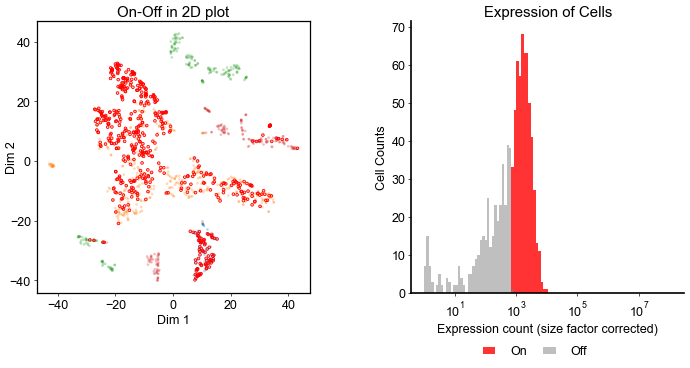 On-Off in 2D plot
Dim 2
40
20
0
−20
−40
−40 −20 0 20 40
Dim 1
Expression of Cells
Cell Counts
70
60
50
40
30
20
10
0
10^1 10^3 10^5 10^7
Expression count (size factor corrected)
On Off